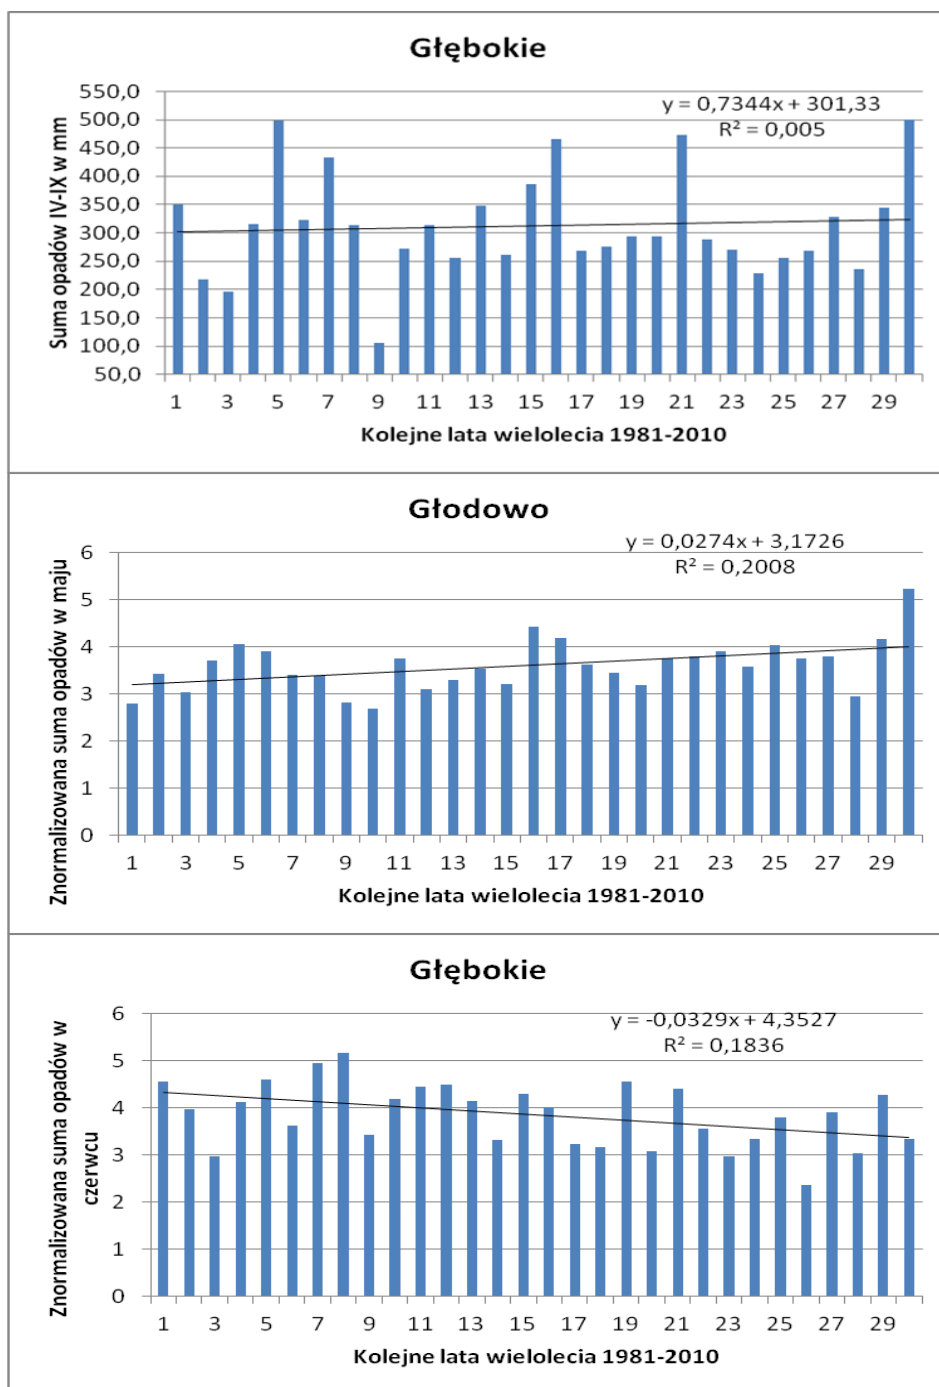 Głębokie
y = 0,7344x + 301,33
R² = 0,005
Suma opadów IV-IX w mm
550,0
500,0
450,0
400,0
350,0
300,0
250,0
200,0
150,0
100,0
50,0
1 3 5 7 9 11 13 15 17 19 21 23 25 27 29
Kolejne lata wielolecia 1981-2010
Głodowo
y = 0,0274x + 3,1726
R² = 0,2008
Znormalizowana suma opadów w maju
6
5
4
3
2
1
0
1 3 5 7 9 11 13 15 17 19 21 23 25 27 29
Kolejne lata wielolecia 1981-2010
Głębokie
y = -0,0329x + 4,3527
R² = 0,1836
Znormalizowana suma opadów w
czerwcu
6
5
4
3
2
1
0
1 3 5 7 9 11 13 15 17 19 21 23 25 27 29
Kolejne lata wielolecia 1981-2010